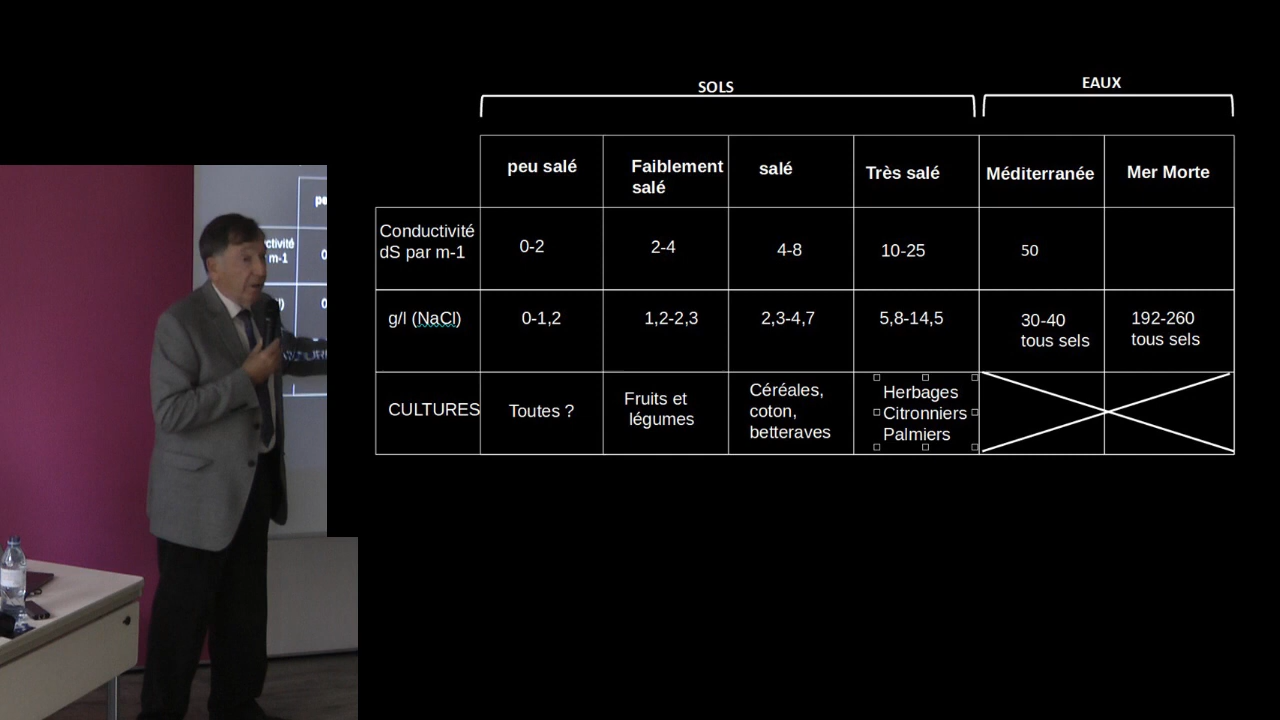 SOLS
EAUX
peu salé
Faiblement
salé
salé
Très salé
Méditerranée
Mer Morte
Conductivité
dS par m-1
0-2
2-4
4-8
10-25
50
g/l (NaCl)
0-1,2
1,2-2,3
2,3-4,7
5,8-14,5
30-40
tous sels
192-260
tous sels
CULTURES
Toutes ?
Fruits et
légumes
Céréales,
coton,
betteraves
Herbages
Citronniers
Palmiers
pe
ctivité
m-1